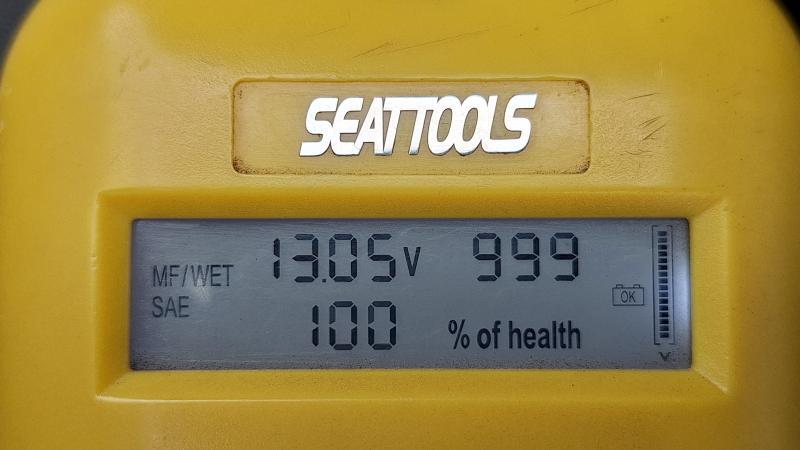 SEATTOOLS
MF/WET 13.05V 999
SAE 100 % of health
OK
V